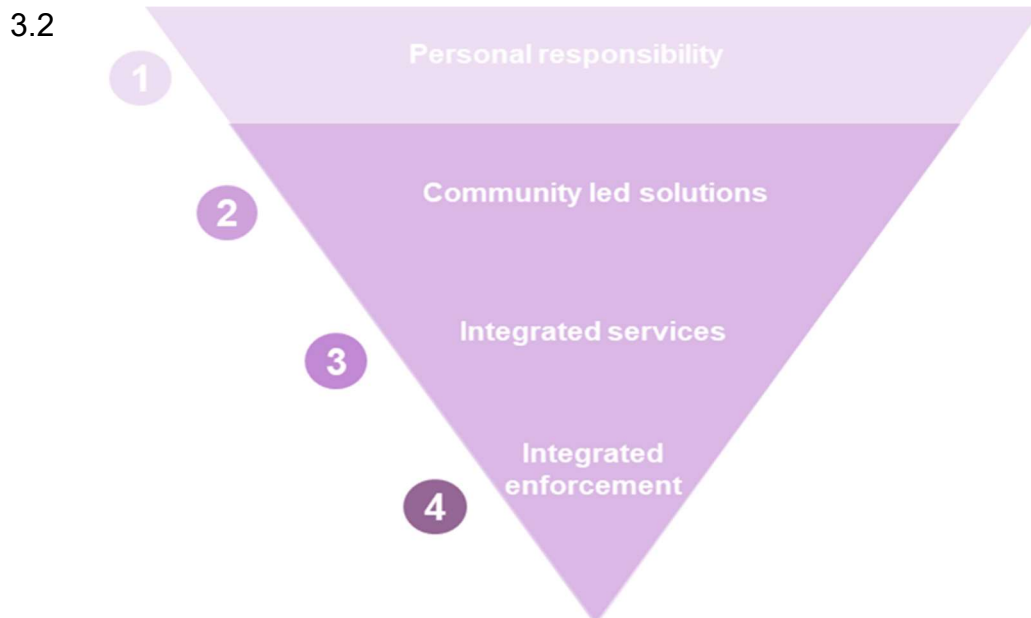 3.2
Personal responsibility
1
Community led solutions
2
Integrated services
3
Integrated
enforcement
4